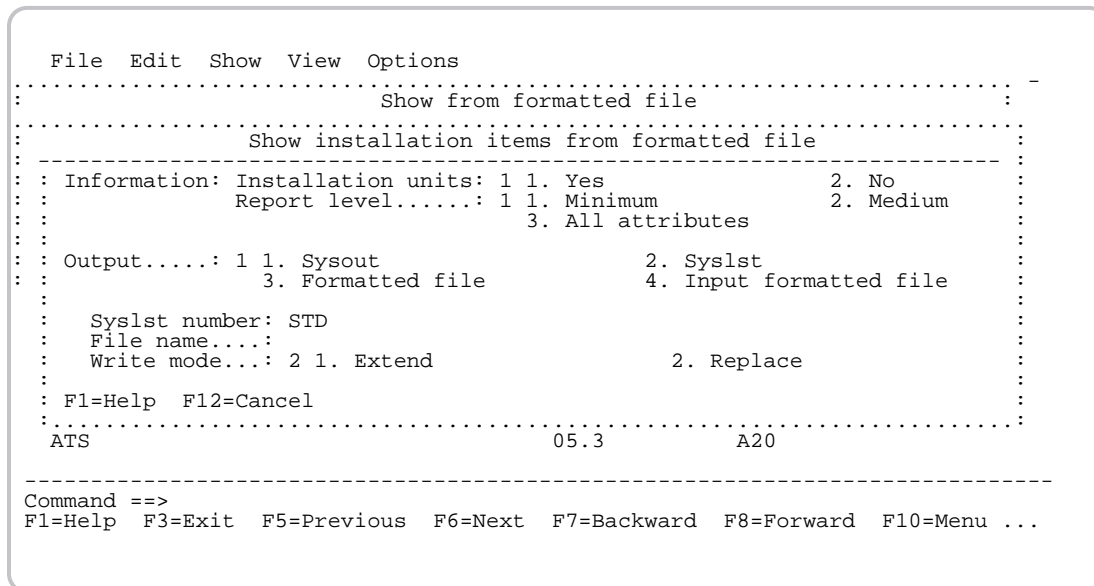 File Edit Show View Options
............................................................................ _
: Show from formatted file :
.............................................................................
: Show installation items from formatted file :
: ------------------------------------------------------------------------- :
: : Information: Installation units: 1 1. Yes 2. No :
: : Report level......: 1 1. Minimum 2. Medium :
: : 3. All attributes :
: : :
: : Output.....: 1 1. Sysout 2. Syslst :
: : 3. Formatted file 4. Input formatted file :
: :
: Syslst number: STD :
: File name....: :
: Write mode...: 2 1. Extend 2. Replace :
: :
: F1=Help F12=Cancel :
:.........................................................................:
ATS 05.3 A20
------------------------------------------------------------------------------
Command ==>
F1=Help F3=Exit F5=Previous F6=Next F7=Backward F8=Forward F10=Menu ...